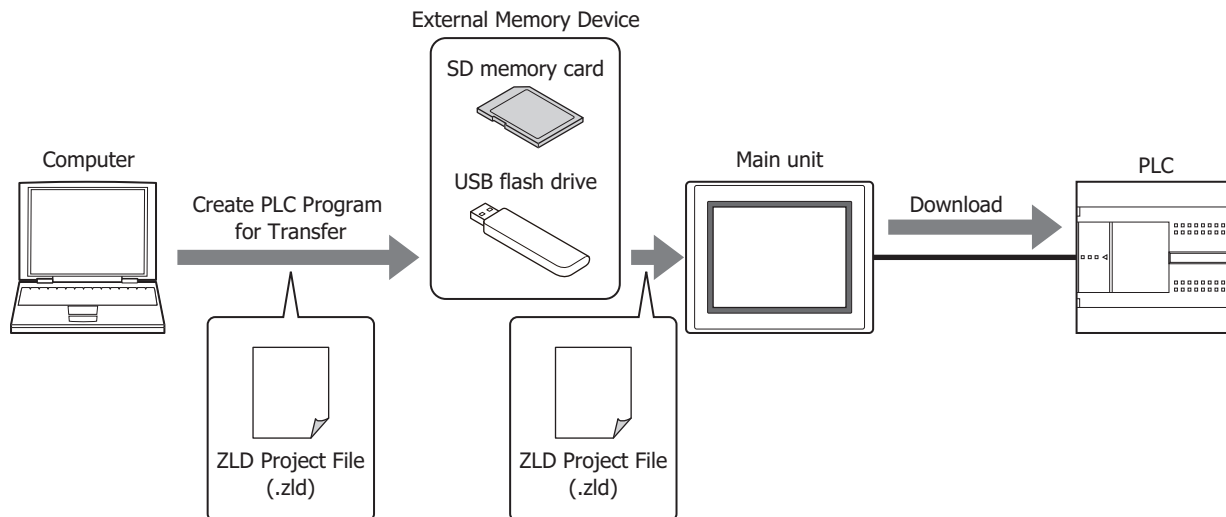 External Memory Device
SD memory card
USB flash drive
Computer
Create PLC Program
for Transfer
Main unit
Download
PLC
ZLD Project File
(.zld)
ZLD Project File
(.zld)